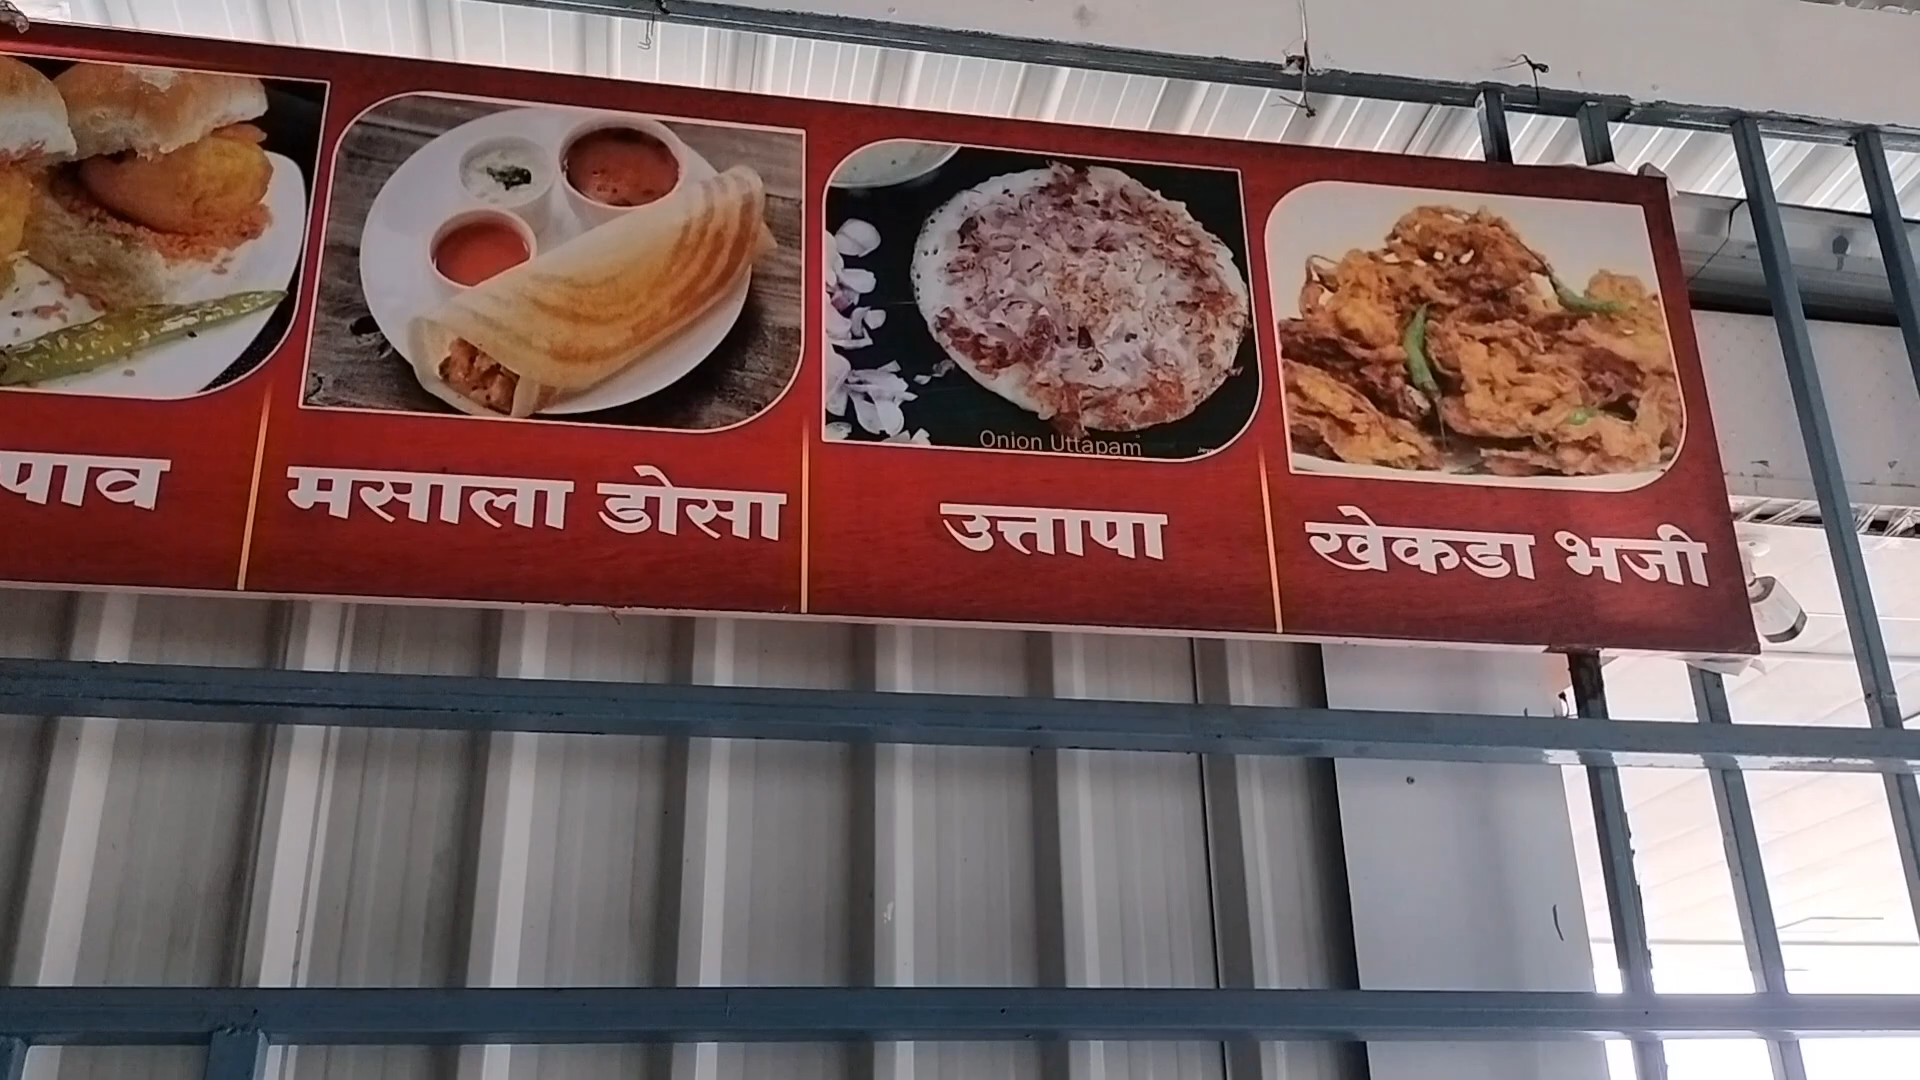 पाव
मसाला डोसा
Onion Uttapam
उत्तापा
खेकडा भजी